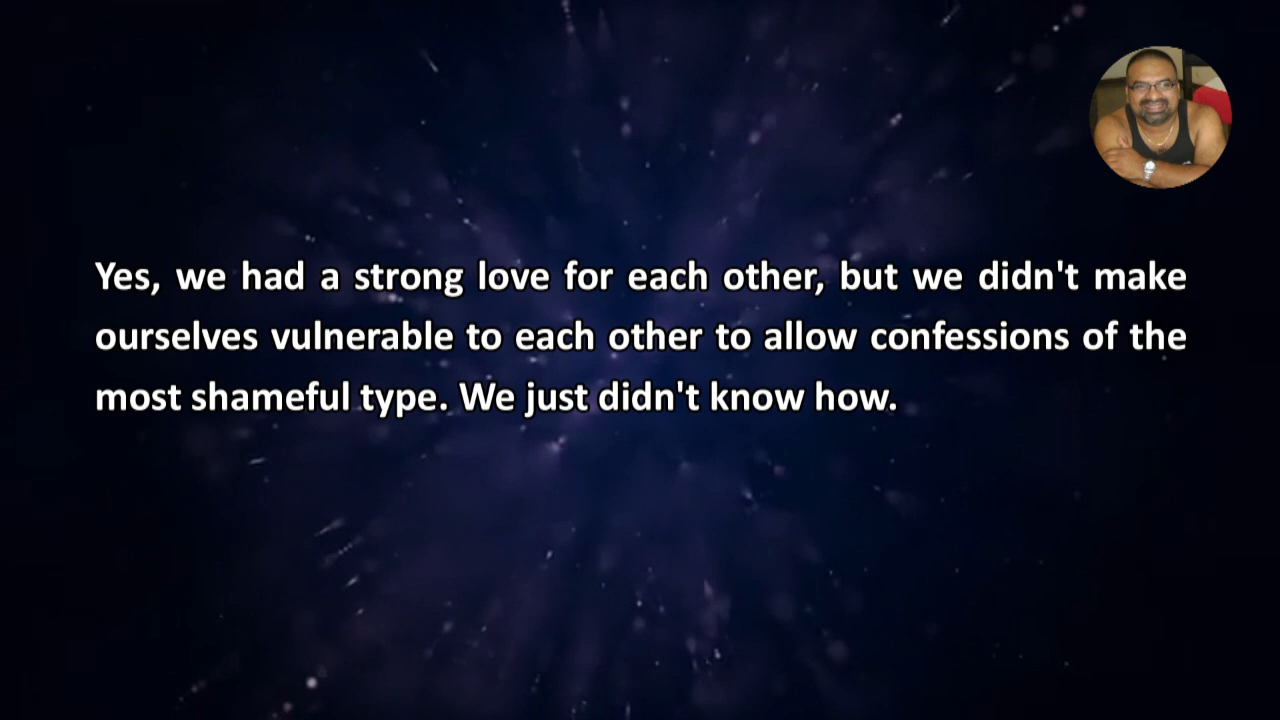 Yes, we had a strong love for each other, but we didn't make
ourselves vulnerable to each other to allow confessions of the
most shameful type. We just didn't know how.